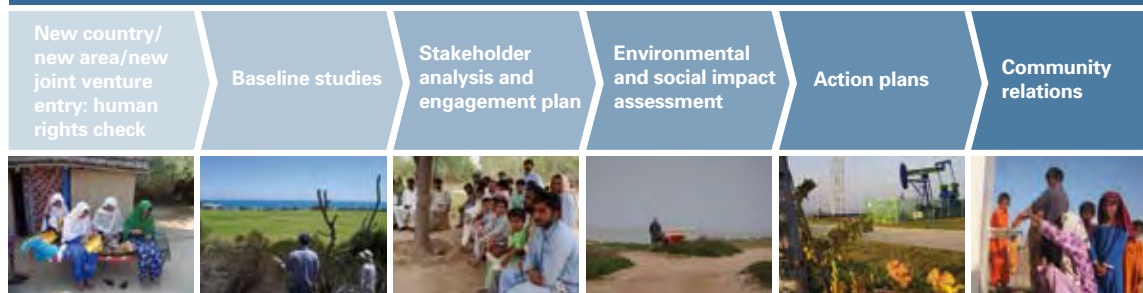 New country/
new area/new
joint venture
entry: human
rights check
Baseline studies
Stakeholder
analysis and
engagement plan
Environmental
and social impact
assessment
Action plans
Community
relations